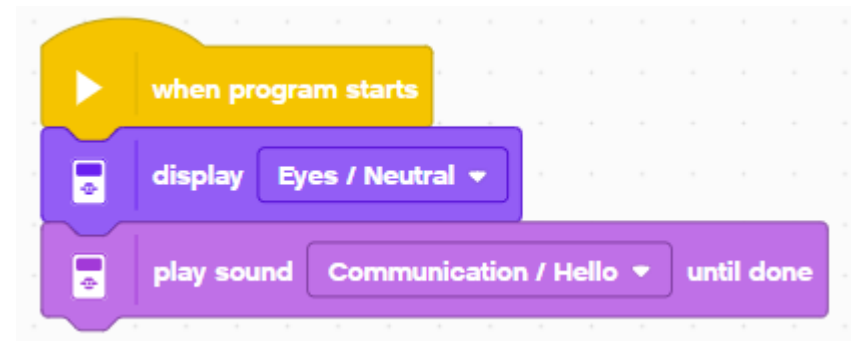 when program starts
display Eyes / Neutral
play sound Communication / Hello until done